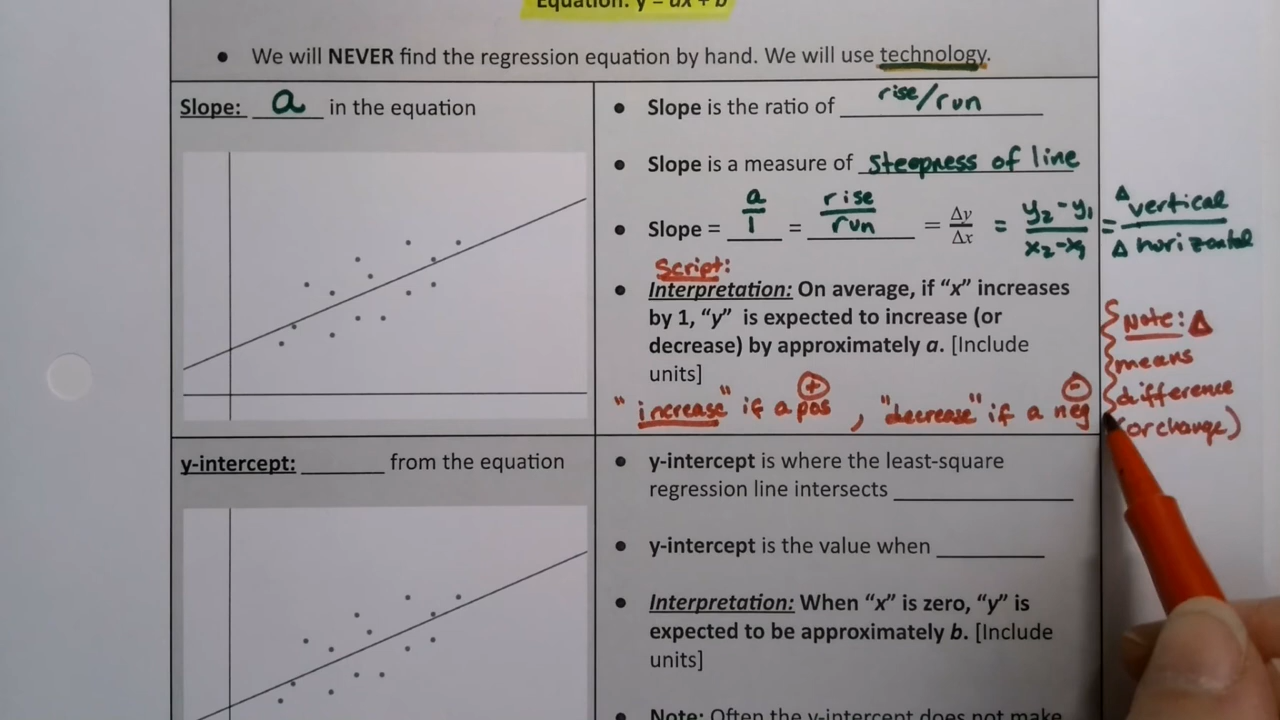 Equation: y = ax + b
• We will NEVER find the regression equation by hand. We will use technology.
Slope: a in the equation
• Slope is the ratio of rise/run
• Slope is a measure of Steepness of line
• Slope = a/1 = rise/run = Δy/Δx = y₂-y₁/x₂-x₁ = Δ vertical/Δ horizontal
Script:
• Interpretation: On average, if “x” increases
by 1, “y” is expected to increase (or
decrease) by approximately a. [Include
units]
"increase" if a pos (+), "decrease" if a neg (-)
Note: Δ
means
difference
(or change)
y-intercept: ______ from the equation
• y-intercept is where the least-square
regression line intersects ______
• y-intercept is the value when ______
• Interpretation: When “x” is zero, “y” is
expected to be approximately b. [Include
units]
• Note: Often the y-intercept does not make